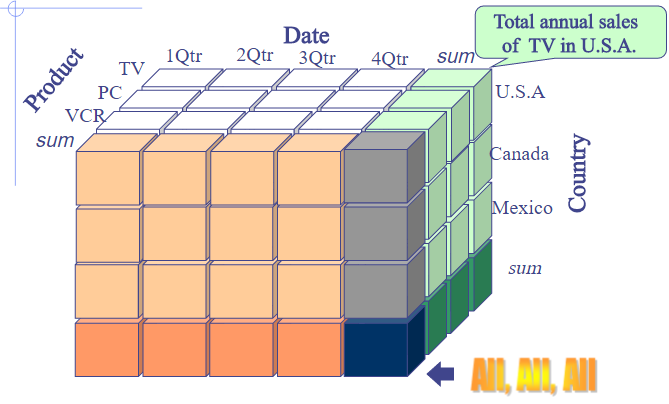 Total annual sales
of TV in U.S.A.
Date
Product
TV
PC
VCR
sum
1Qtr
2Qtr
3Qtr
4Qtr
sum
U.S.A
Canada
Mexico
sum
Country
All, All, All